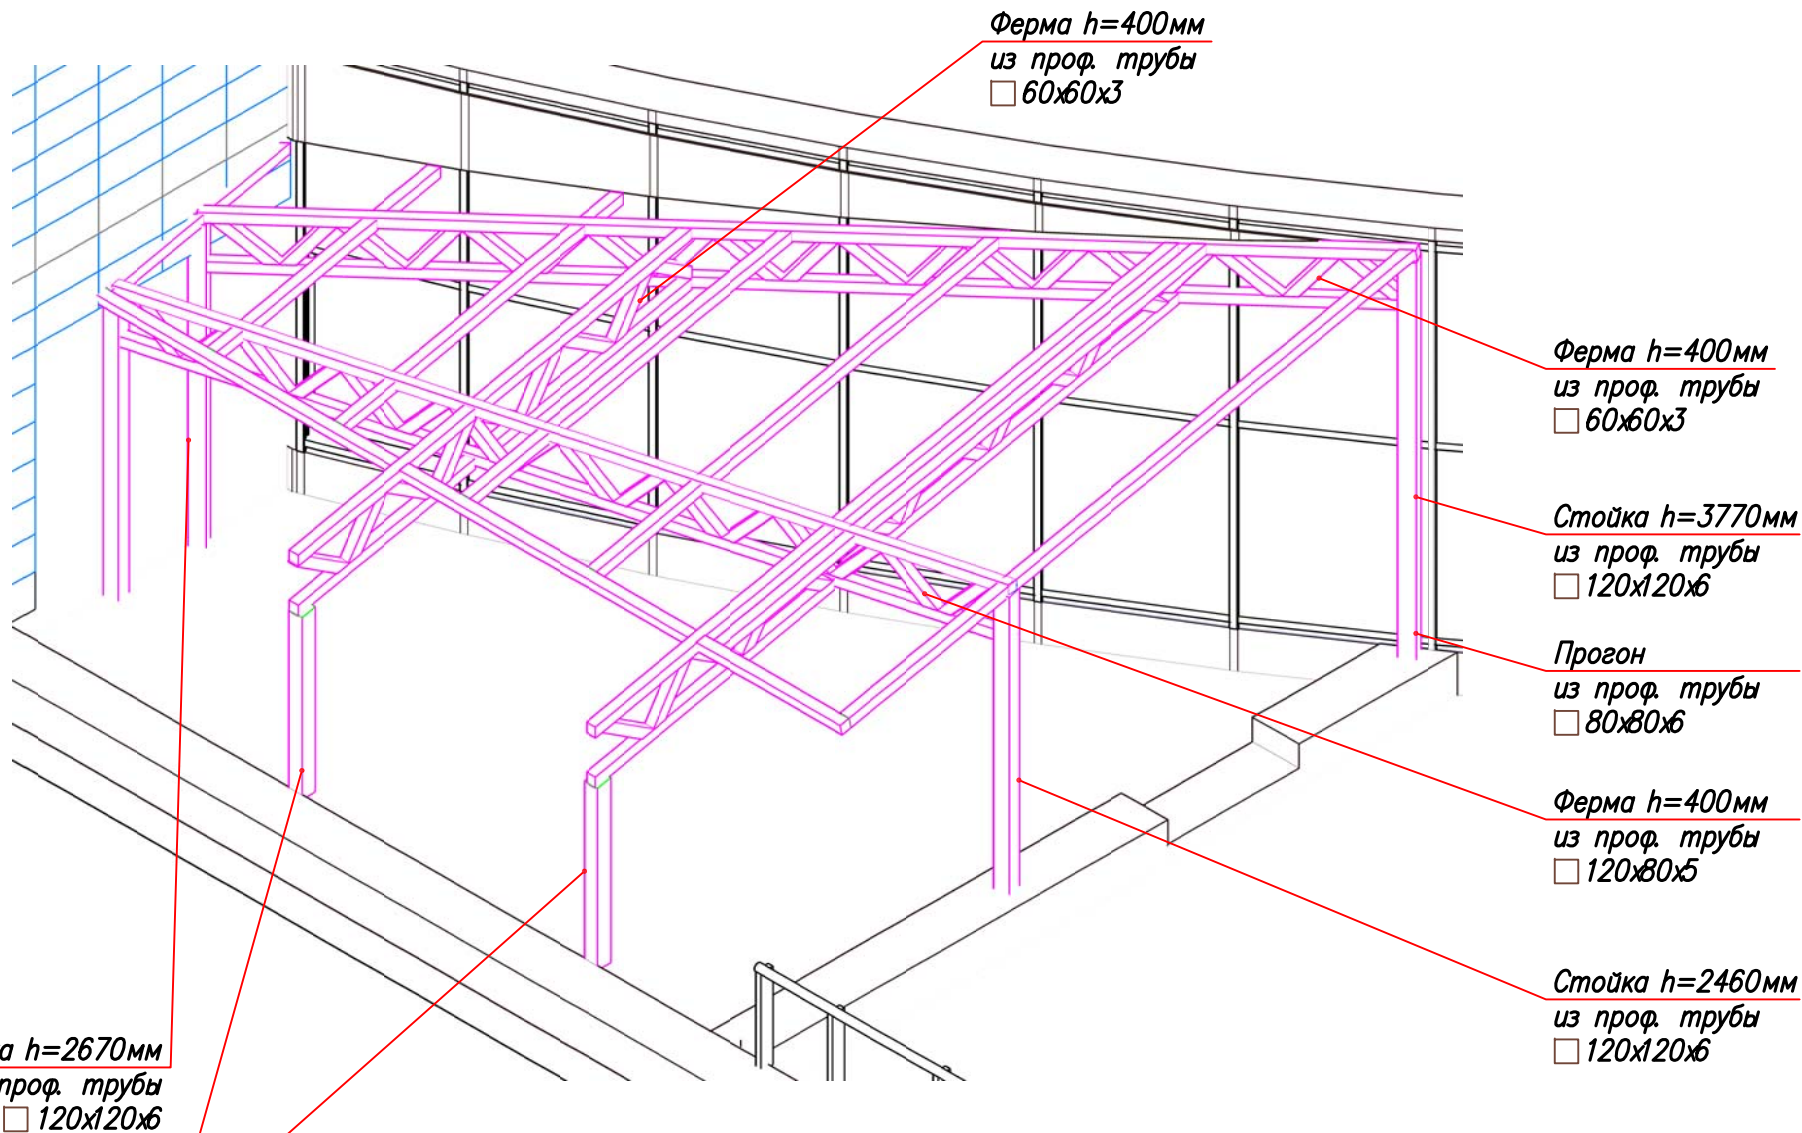 Ферма h=400мм
из проф. трубы
60х60х3
Ферма h=400мм
из проф. трубы
60х60х3
Стойка h=3770мм
из проф. трубы
120х120х6
Прогон
из проф. трубы
80х80х6
Ферма h=400мм
из проф. трубы
120х80х5
Стойка h=2460мм
из проф. трубы
120х120х6
h=2670мм
проф. трубы
120х120х6